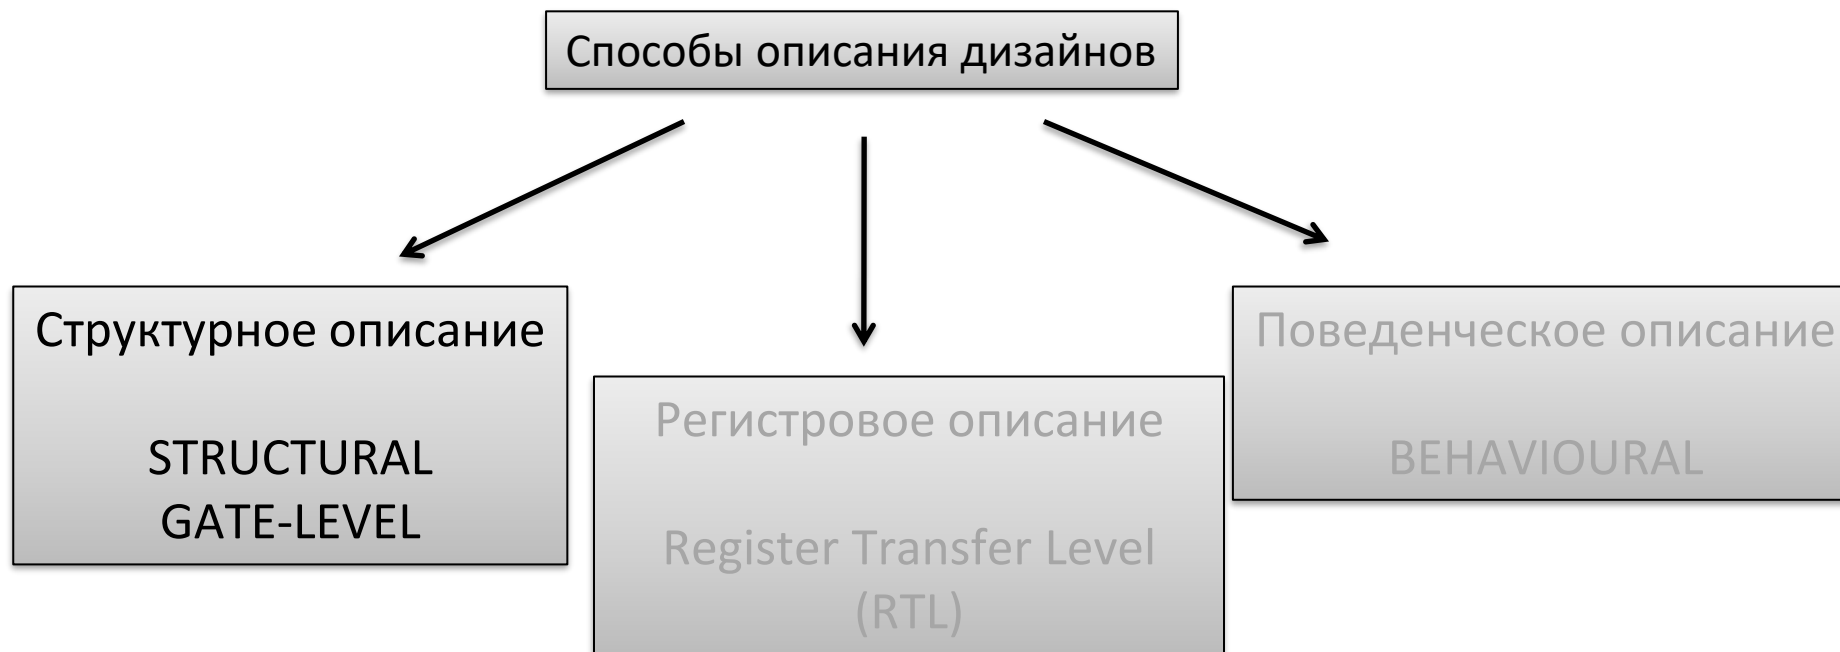 Способы описания дизайнов
Структурное описание
STRUCTURAL
GATE-LEVEL
Регистровое описание
Register Transfer Level
(RTL)
Поведенческое описание
BEHAVIOURAL